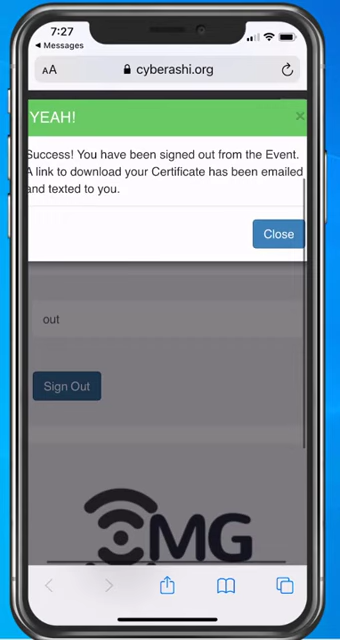 7:27
◀ Messages
AA cyberashi.org
YEAH! ×
Success! You have been signed out from the Event.
A link to download your Certificate has been emailed
and texted to you.
Close
out
Sign Out
OMG